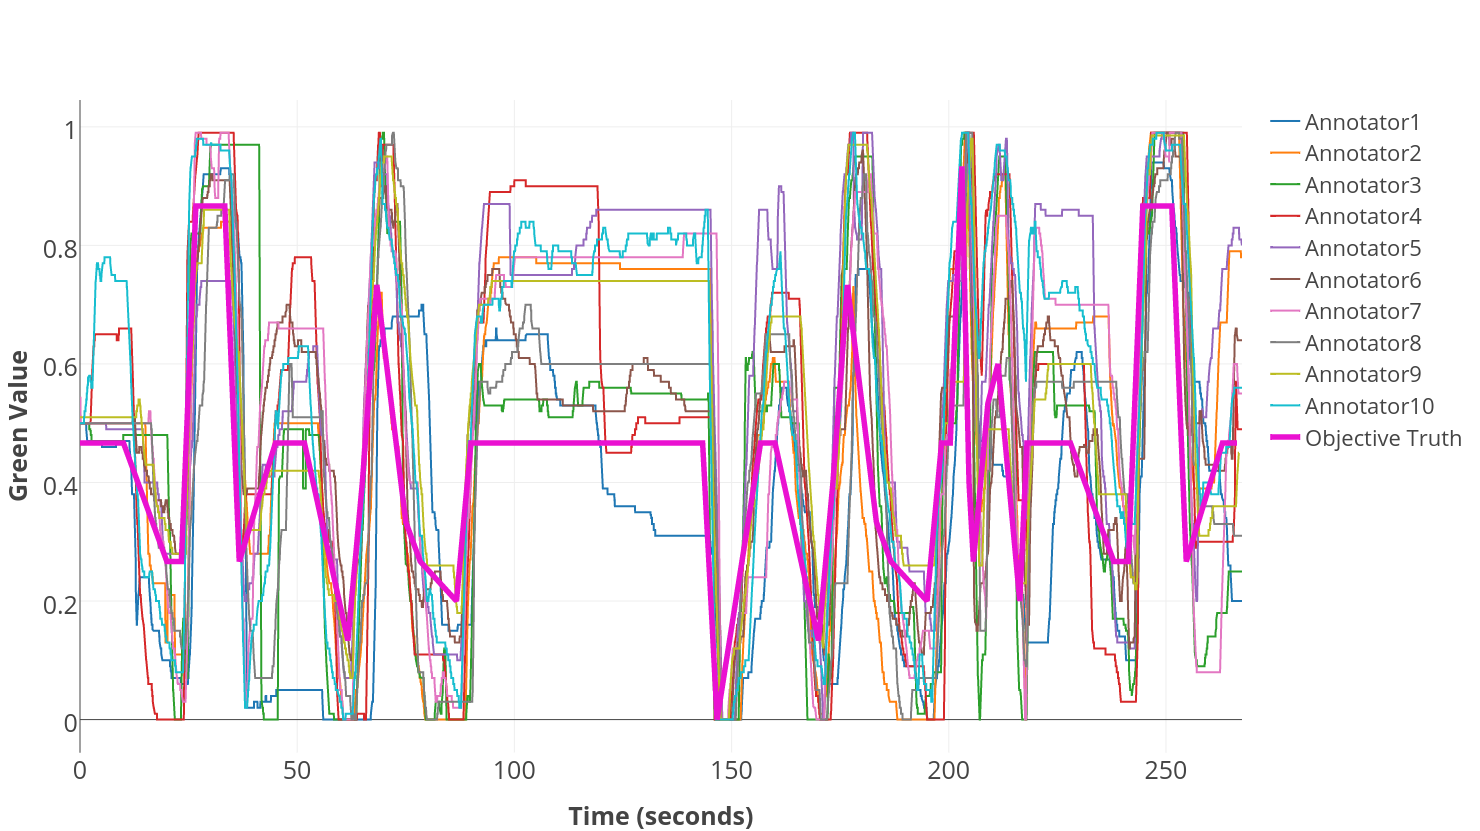 Green Value
1
0.8
0.6
0.4
0.2
0
0
50
100
150
200
250
Time (seconds)
Annotator1
Annotator2
Annotator3
Annotator4
Annotator5
Annotator6
Annotator7
Annotator8
Annotator9
Annotator10
Objective Truth